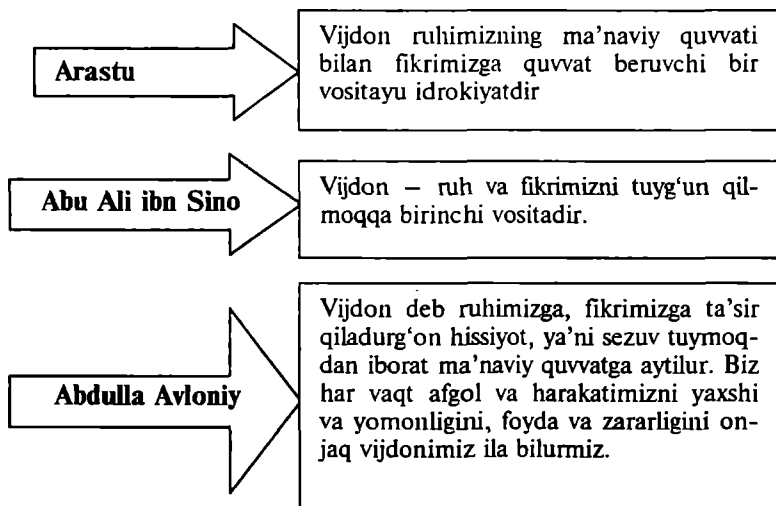 Arastu
Vijdon ruhimizning ma’naviy quvvati
bilan fikrimizga quvvat beruvchi bir
vositayu idrokiyatdir
Abu Ali ibn Sino
Vijdon – ruh va fikrimizni tuyg‘un qil-
moqqa birinchi vositadir.
Abdulla Avloniy
Vijdon deb ruhimizga, fikrimizga ta’sir
qiladurg‘on hissiyot, ya’ni sezuv tuymoq-
dan iborat ma’naviy quvvatga aytilur. Biz
har vaqt afgol va harakatimizni yaxshi
va yomonligini, foyda va zararligini on-
jaq vijdonimiz ila bilurmiz.